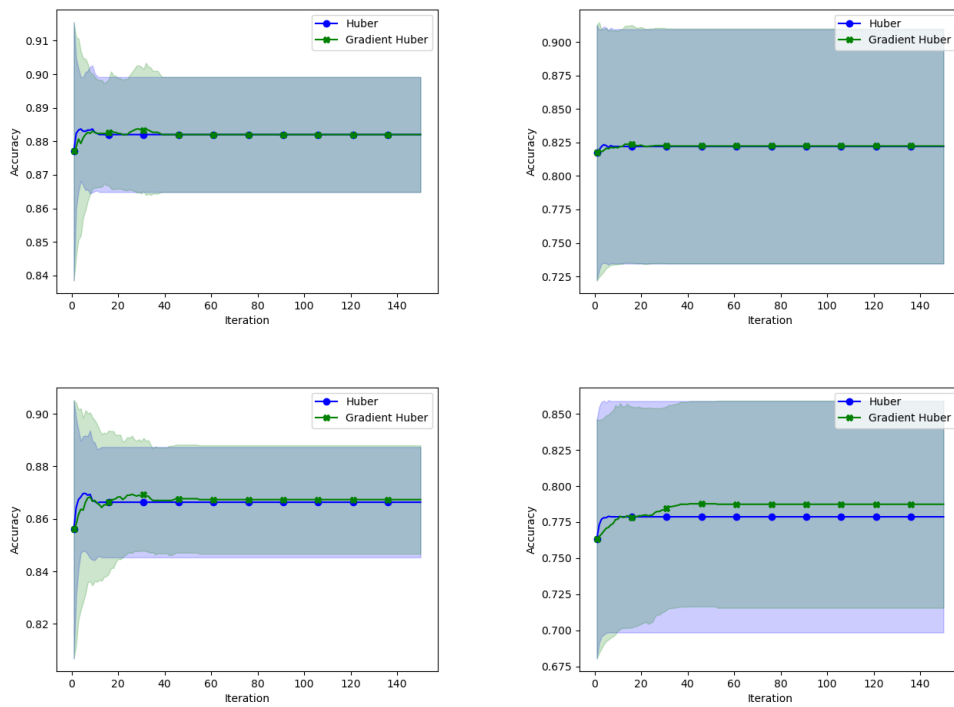 Huber
Gradient Huber
0.91
0.90
0.89
0.88
0.87
0.86
0.85
0.84
Accuracy
0 20 40 60 80 100 120 140
Iteration
Huber
Gradient Huber
0.900
0.875
0.850
0.825
0.800
0.775
0.750
0.725
Accuracy
0 20 40 60 80 100 120 140
Iteration
Huber
Gradient Huber
0.90
0.88
0.86
0.84
0.82
Accuracy
0 20 40 60 80 100 120 140
Iteration
Huber
Gradient Huber
0.850
0.825
0.800
0.775
0.750
0.725
0.700
0.675
Accuracy
0 20 40 60 80 100 120 140
Iteration